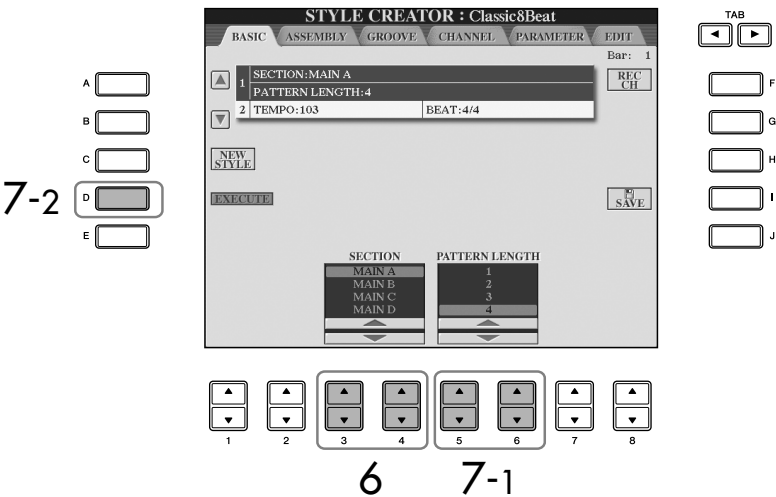 STYLE CREATOR : Classic8Beat
BASIC ASSEMBLY GROOVE CHANNEL PARAMETER EDIT
TAB
Bar: 1
1 SECTION:MAIN A
PATTERN LENGTH:4
2 TEMPO:103 BEAT:4/4
REC
CH
NEW
STYLE
EXECUTE
SAVE
A
B
C
D
E
F
G
H
I
J
7-2
SECTION
MAIN A
MAIN B
MAIN C
MAIN D
PATTERN LENGTH
1
2
3
4
1 2 3 4 5 6 7 8
6 7-1